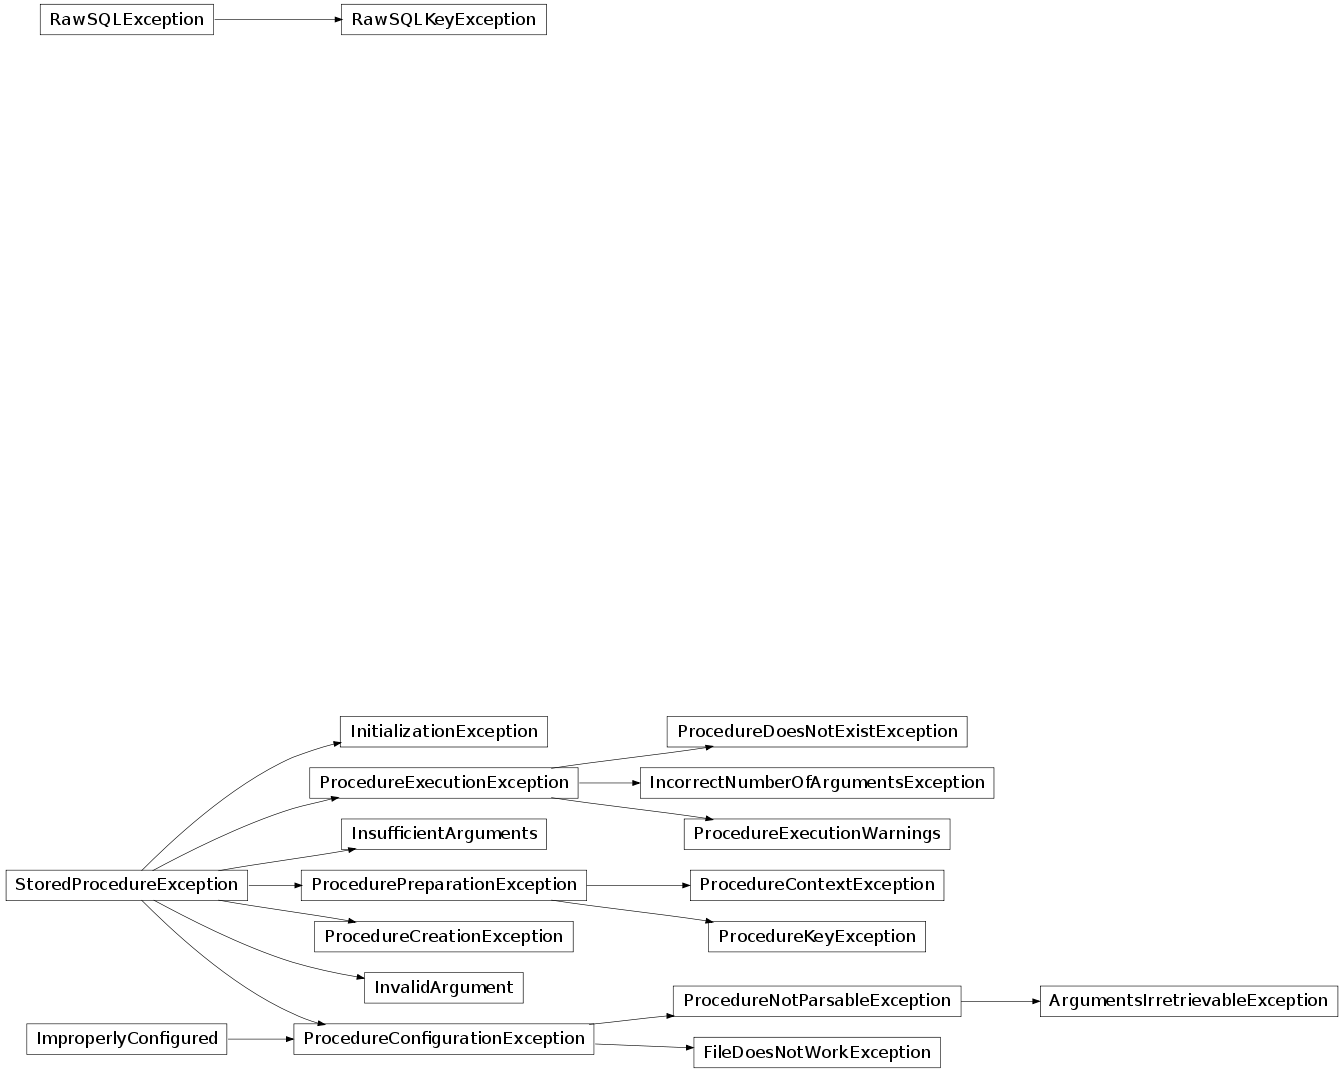 RawSQLException
RawSQLKeyException
InitializationException
ProcedureDoesNotExistException
ProcedureExecutionException
IncorrectNumberOfArgumentsException
InsufficientArguments
ProcedureExecutionWarnings
StoredProcedureException
ProcedurePreparationException
ProcedureContextException
ProcedureCreationException
ProcedureKeyException
InvalidArgument
ProcedureNotParsableException
ArgumentsIrretrievableException
ImproperlyConfigured
ProcedureConfigurationException
FileDoesNotWorkException